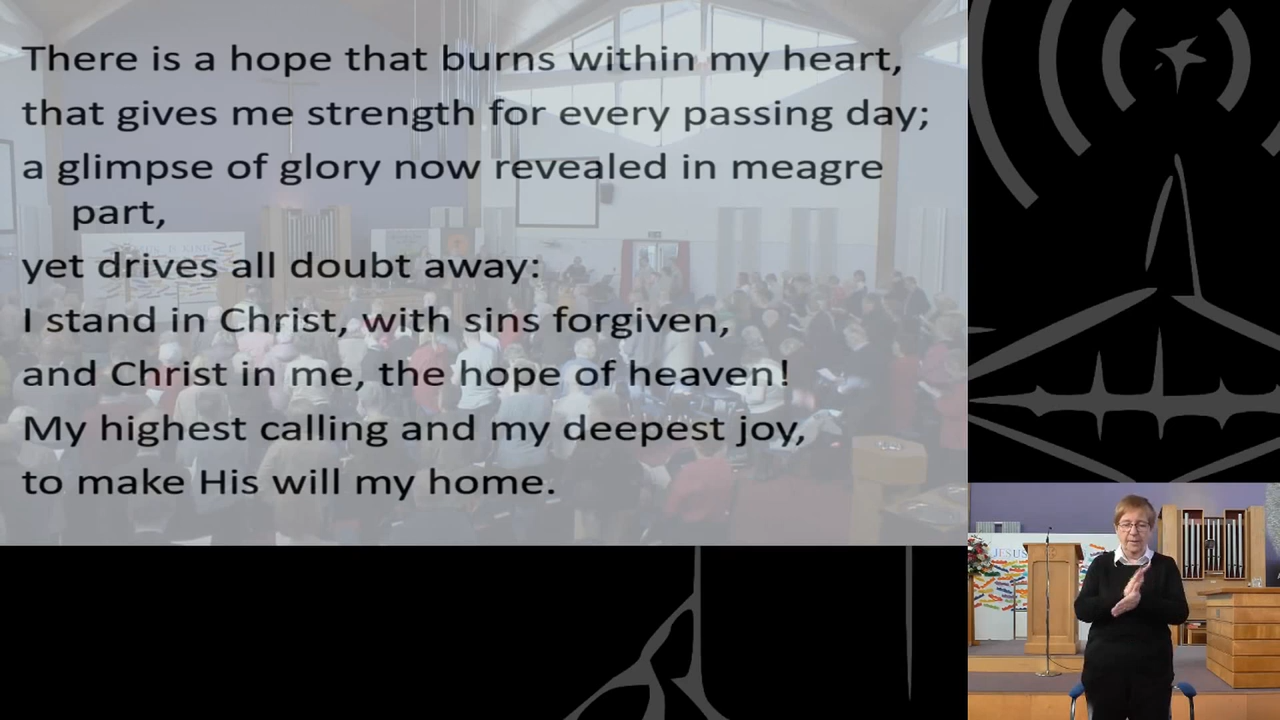 There is a hope that burns within my heart,
that gives me strength for every passing day;
a glimpse of glory now revealed in meagre
part,
yet drives all doubt away:
I stand in Christ, with sins forgiven,
and Christ in me, the hope of heaven!
My highest calling and my deepest joy,
to make His will my home.
JESUS